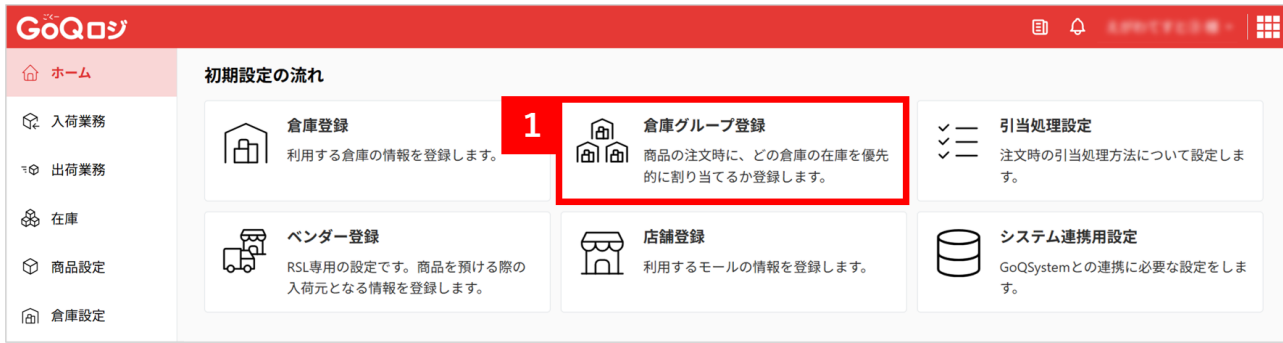 ごくー
GoQロジ
ホーム
入荷業務
出荷業務
在庫
商品設定
倉庫設定
初期設定の流れ
倉庫登録
利用する倉庫の情報を登録します。
1
倉庫グループ登録
商品の注文時に、どの倉庫の在庫を優先
的に割り当てるか登録します。
引当処理設定
注文時の引当処理方法について設定しま
す。
ベンダー登録
RSL専用の設定です。商品を預ける際の
入荷元となる情報を登録します。
店舗登録
利用するモールの情報を登録します。
システム連携用設定
GoQSystemとの連携に必要な設定をしま
す。